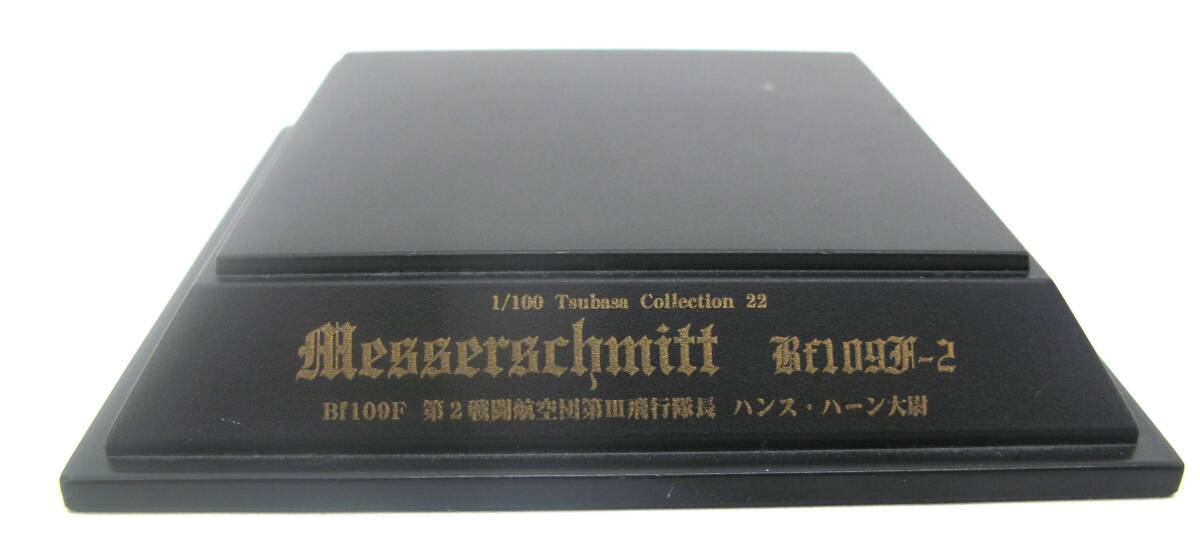 1/100 Tsubasa Collection 22
Messerschmitt Bf109F-2
Bf109F 第2戦闘航空団第III飛行隊長 ハンス・ハーン大尉